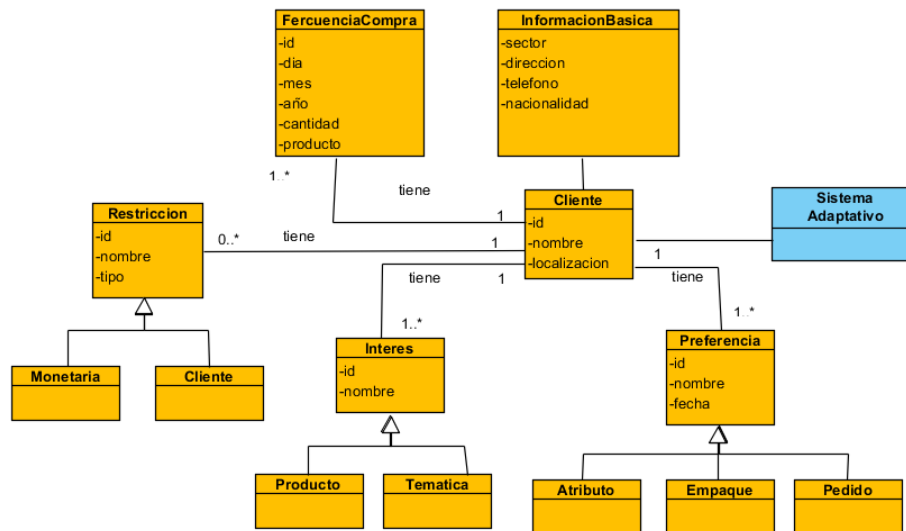 FercuenciaCompra
-id
-dia
-mes
-año
-cantidad
-producto
InformacionBasica
-sector
-direccion
-telefono
-nacionalidad
1..*
tiene
1
Cliente
-id
-nombre
-localizacion
Sistema
Adaptativo
Restriccion
-id
-nombre
-tipo
0..*
tiene
1
tiene
1
1..*
1
tiene
1..*
Monetaria
Cliente
Interes
-id
-nombre
Preferencia
-id
-nombre
-fecha
Producto
Tematica
Atributo
Empaque
Pedido